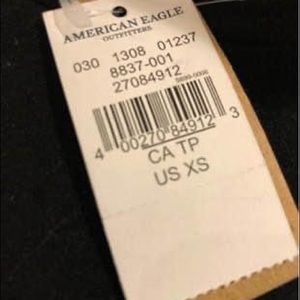 AMERICAN EAGLE
OUTFITTERS
030 1308 01237
8837-001
27084912
4 00270 84912 3
CA TP
US XS